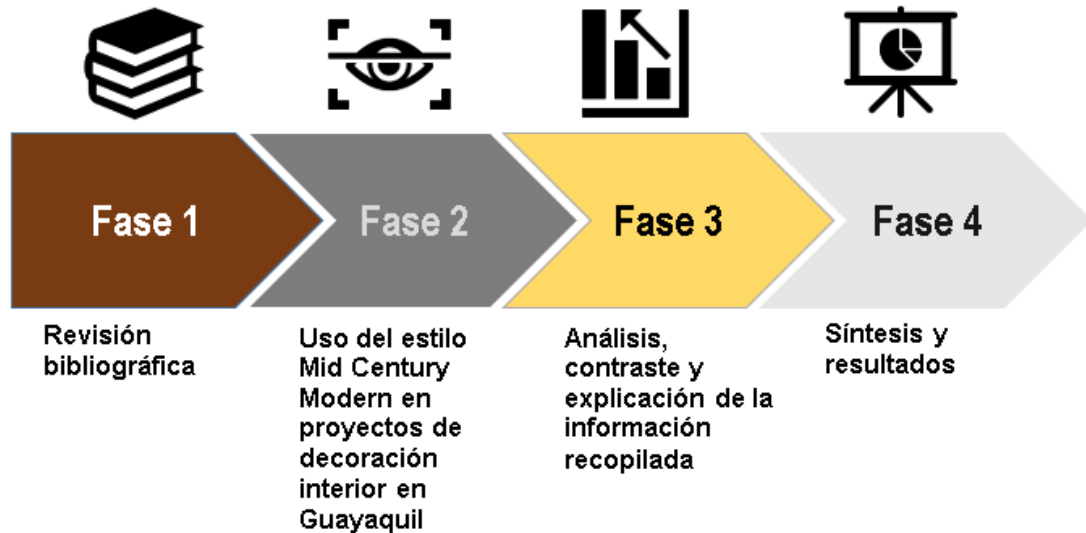 Fase 1
Fase 2
Fase 3
Fase 4
Revisión
bibliográfica
Uso del estilo
Mid Century
Modern en
proyectos de
decoración
interior en
Guayaquil
Análisis,
contraste y
explicación de la
información
recopilada
Síntesis y
resultados